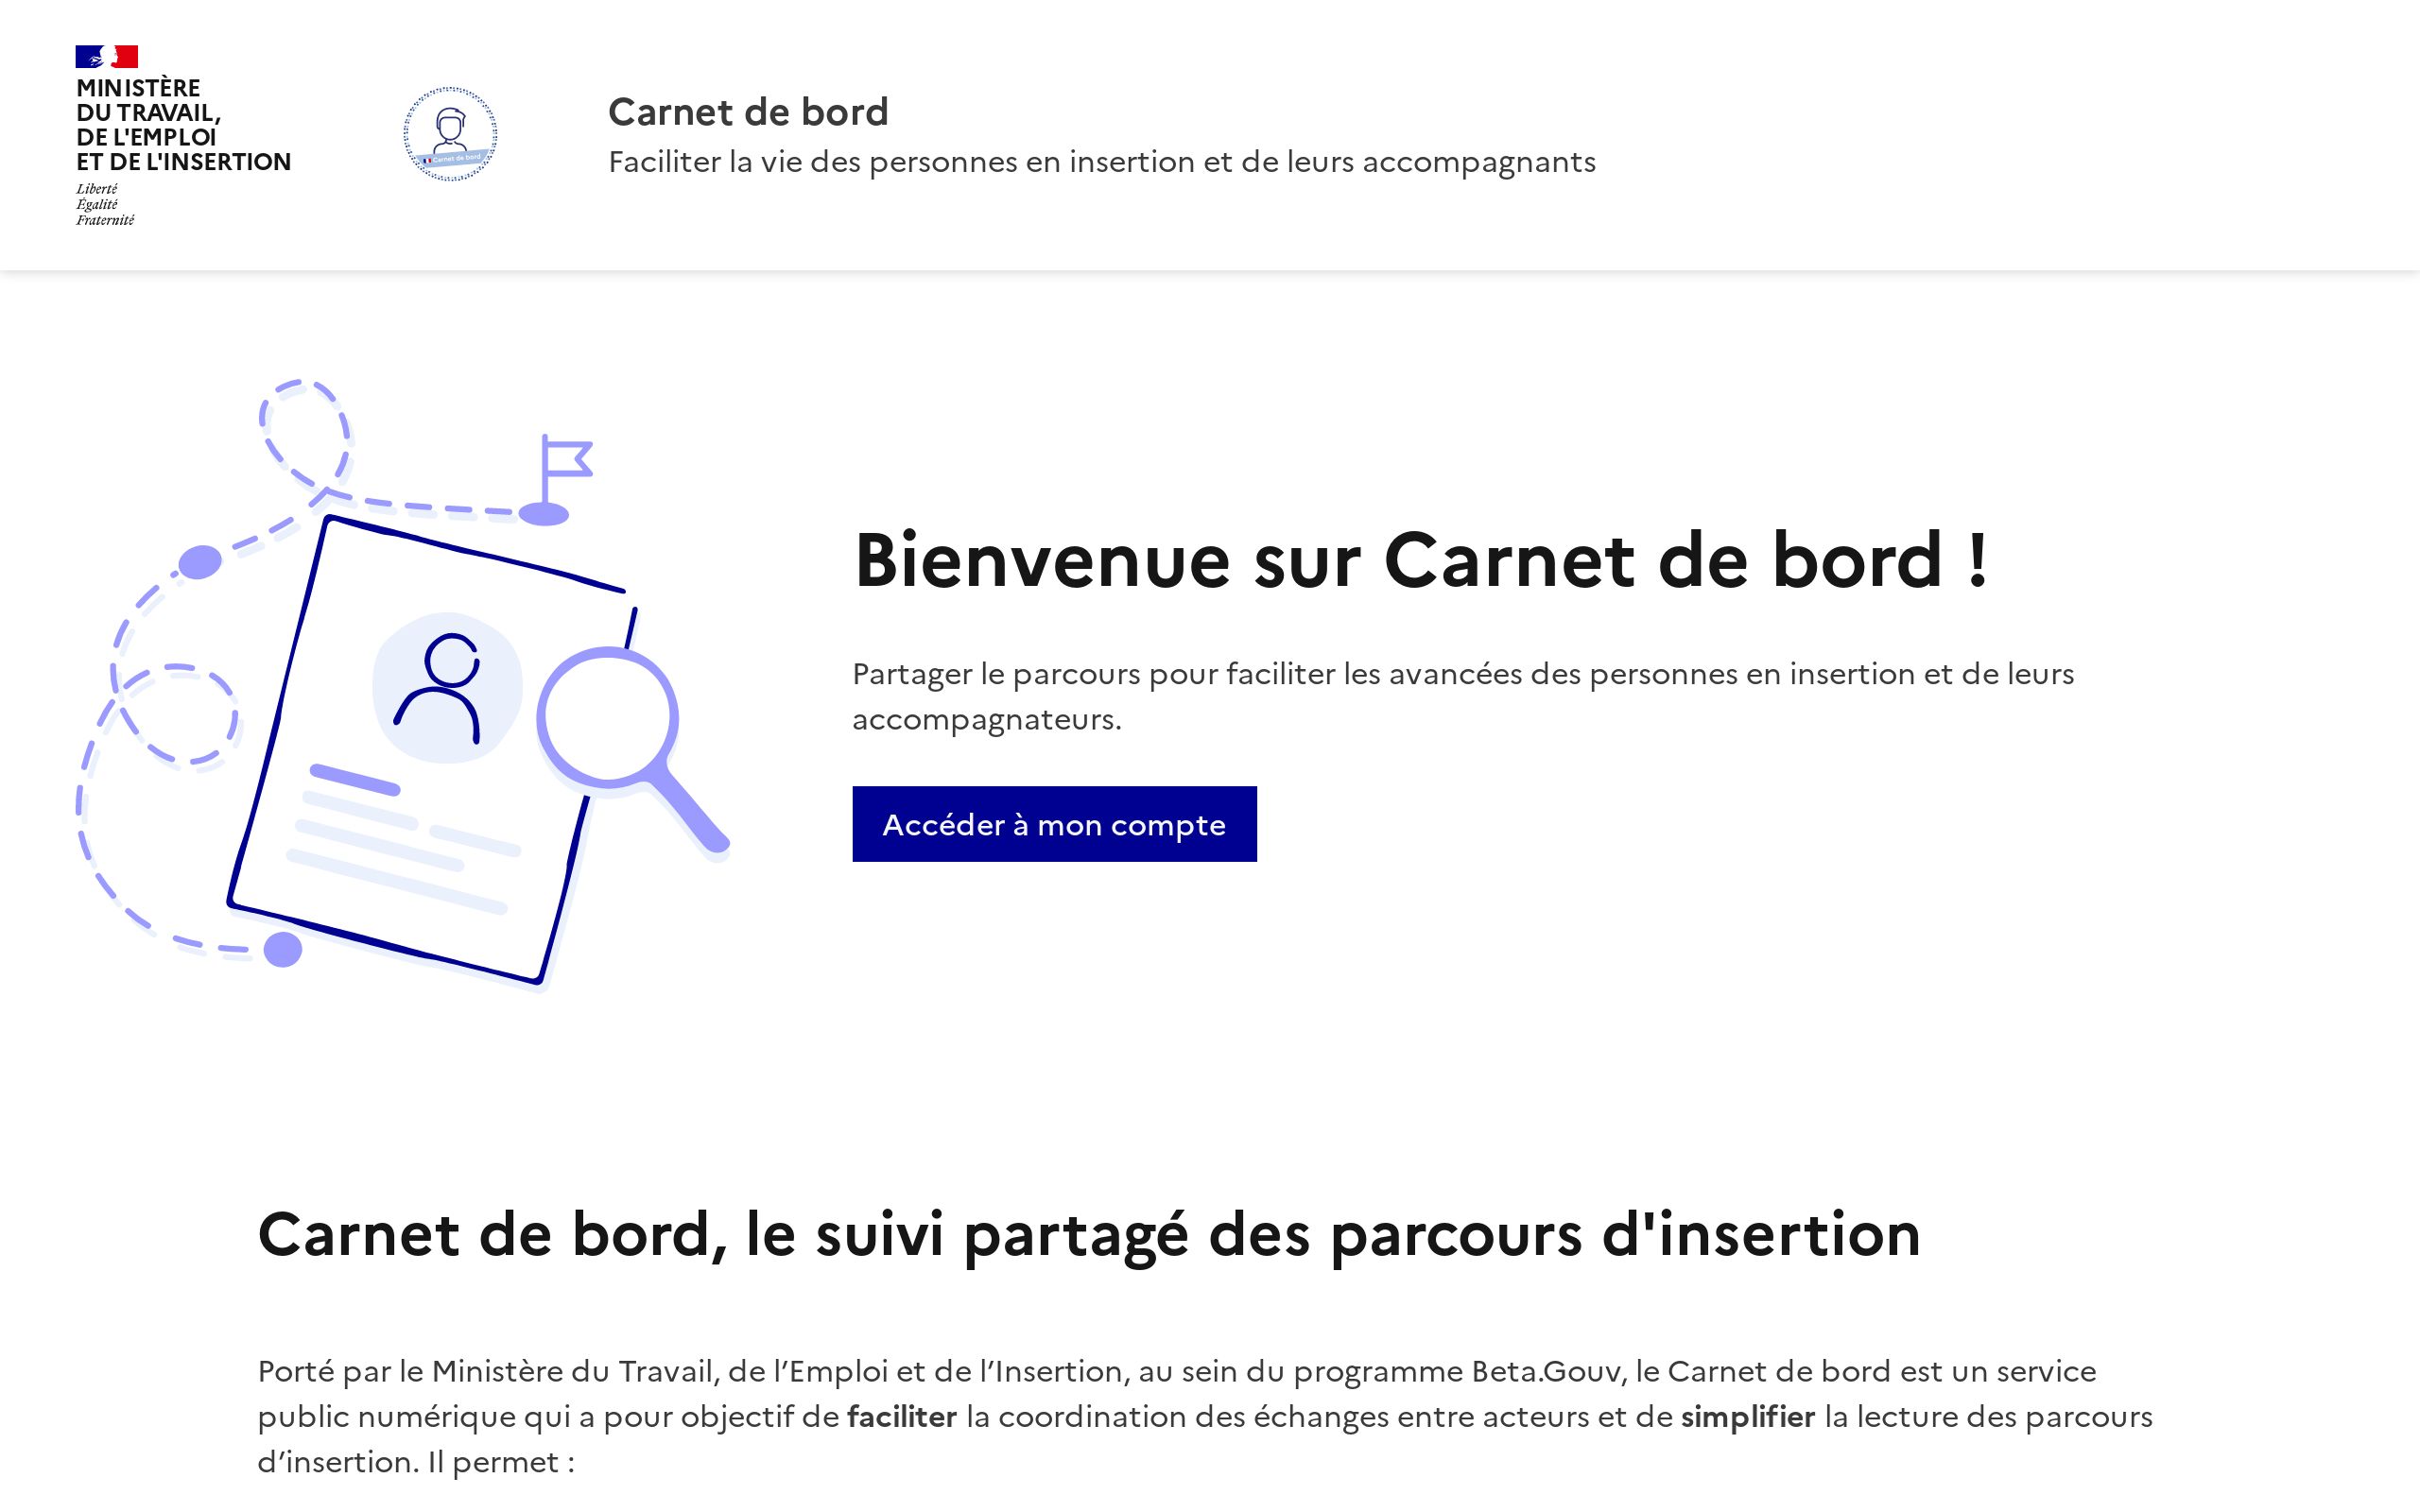 MINISTÈRE
DU TRAVAIL,
DE L'EMPLOI
ET DE L'INSERTION
Liberté
Égalité
Fraternité
Carnet de bord
Carnet de bord
Faciliter la vie des personnes en insertion et de leurs accompagnants
Bienvenue sur Carnet de bord !
Partager le parcours pour faciliter les avancées des personnes en insertion et de leurs
accompagnateurs.
Accéder à mon compte
Carnet de bord, le suivi partagé des parcours d'insertion
Porté par le Ministère du Travail, de l’Emploi et de l’Insertion, au sein du programme Beta.Gouv, le Carnet de bord est un service
public numérique qui a pour objectif de faciliter la coordination des échanges entre acteurs et de simplifier la lecture des parcours
d’insertion. Il permet :